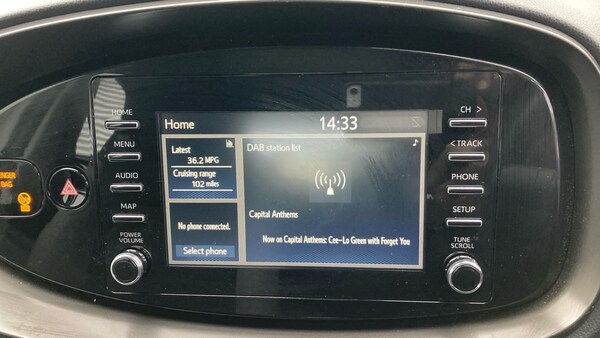 HOME
MENU
AUDIO
MAP
POWER
VOLUME
Home
14:33
Latest
36.2 MPG
Cruising range
102 miles
No phone connected.
Select phone
DAB station list
Capital Anthems
Now on Capital Anthems: Cee-Lo Green with Forget You
CH >
< TRACK
PHONE
SETUP
TUNE
SCROLL